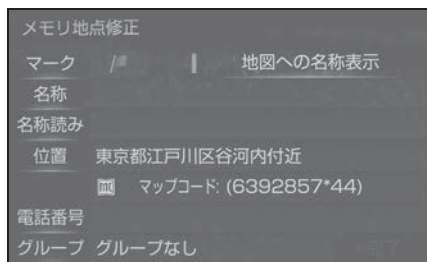 メモリ地点修正
マーク 地図への名称表示
名称
名称読み
位置 東京都江戸川区谷河内付近
マップコード: (6392857*44)
電話番号
グループ グループなし 完了